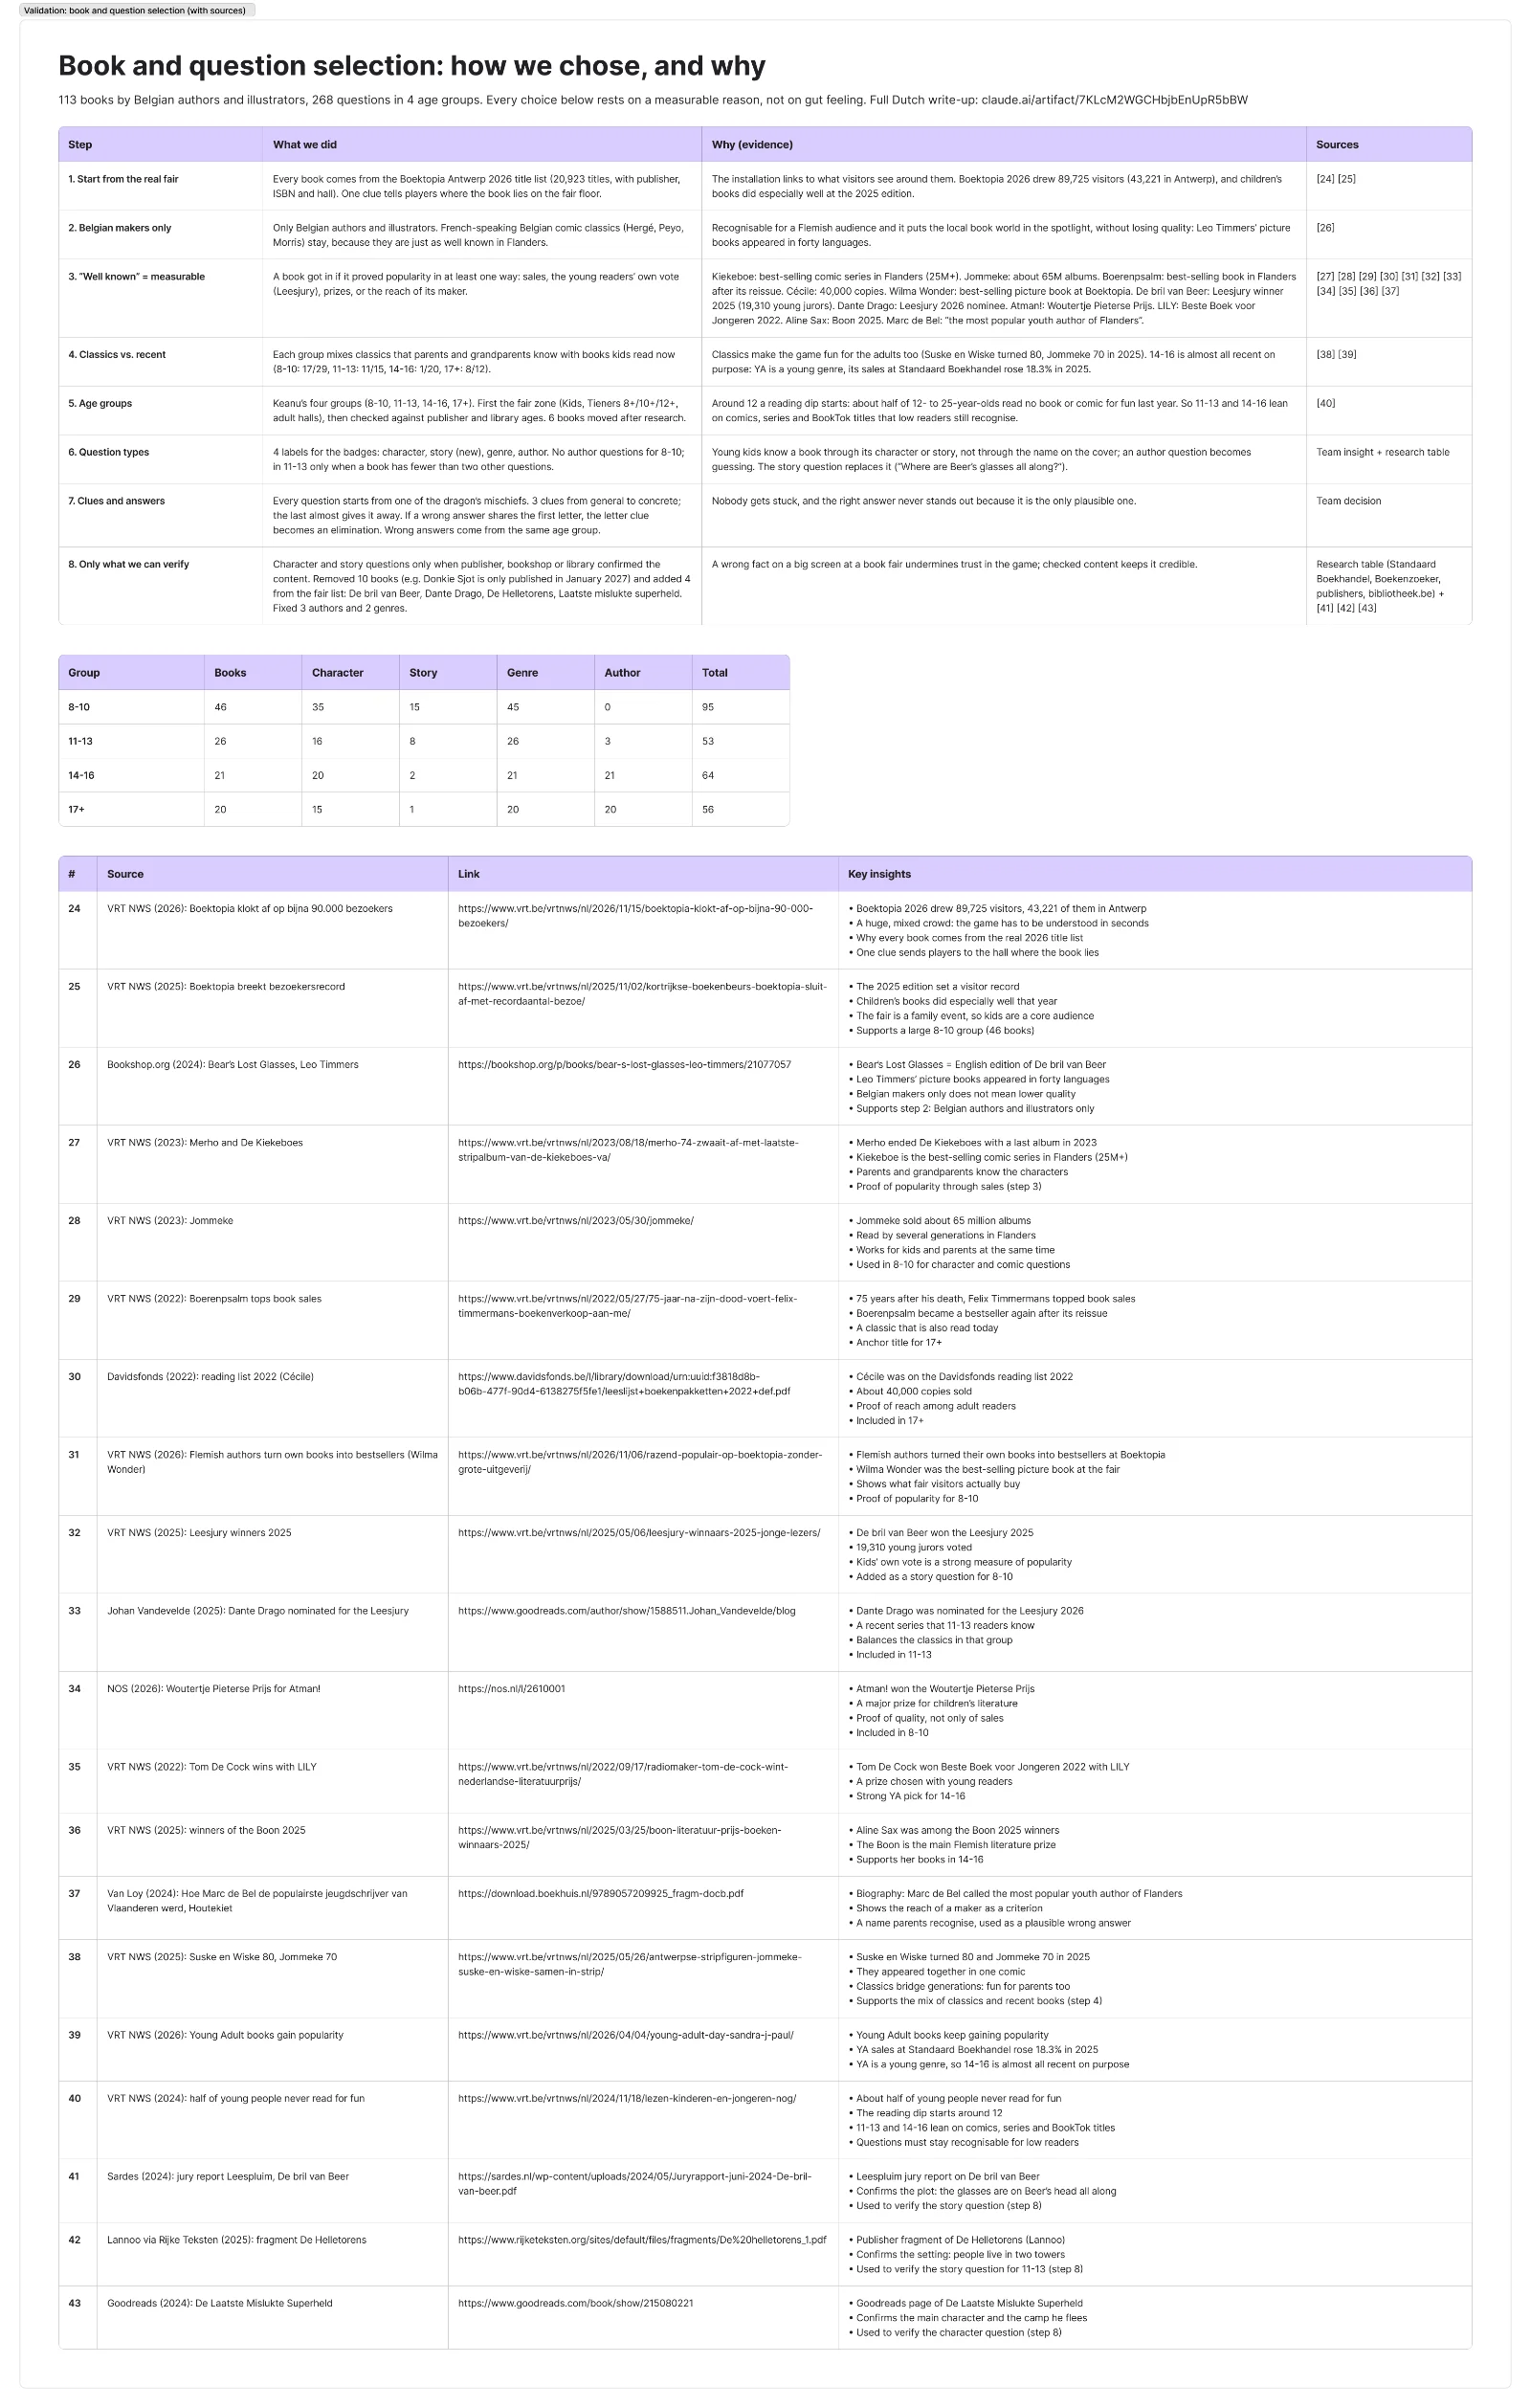 Validation: book and question selection (with sources)
Book and question selection: how we chose, and why
113 books by Belgian authors and illustrators, 268 questions in 4 age groups. Every choice below rests on a measurable reason, not on gut feeling. Full Dutch write-up: claude.ai/artifact/7KLcM2WGCHbjbEnUpR5bBW
Step
What we did
Why (evidence)
Sources
1. Start from the real fair
Every book comes from the Boektopia Antwerp 2026 title list (20,923 titles, with publisher,
ISBN and hall). One clue tells players where the book lies on the fair floor.
The installation links to what visitors see around them. Boektopia 2026 drew 89,725 visitors (43,221 in Antwerp), and children's
books did especially well at the 2025 edition.
[24] [25]
2. Belgian makers only
Only Belgian authors and illustrators. French-speaking Belgian comic classics (Hergé, Peyo,
Morris) stay, because they are just as well known in Flanders.
Recognisable for a Flemish audience and it puts the local book world in the spotlight, without losing quality: Leo Timmers' picture
books appeared in forty languages.
[26]
3. "Well known" = measurable
A book got in if it proved popularity in at least one way: sales, the young readers' own vote
(Leesjury), prizes, or the reach of its maker.
Kiekeboe: best-selling comic series in Flanders (25M+). Jommeke: about 65M albums. Boerenpsalm: best-selling book in Flanders
after its reissue. Cécile: 40,000 copies. Wilma Wonder: best-selling picture book at Boektopia. De bril van Beer: Leesjury winner
2025 (19,310 young jurors). Dante Drago: Leesjury 2026 nominee. Atman!: Woutertje Pieterse Prijs. LILY: Beste Boek voor
Jongeren 2022. Aline Sax: Boon 2025. Marc de Bel: "the most popular youth author of Flanders".
[27] [28] [29] [30] [31] [32] [33]
[34] [35] [36] [37]
4. Classics vs. recent
Each group mixes classics that parents and grandparents know with books kids read now
(8-10: 17/29, 11-13: 11/15, 14-16: 1/20, 17+: 8/12).
Classics make the game fun for the adults too (Suske en Wiske turned 80, Jommeke 70 in 2025). 14-16 is almost all recent on
purpose: YA is a young genre, its sales at Standaard Boekhandel rose 18.3% in 2025.
[38] [39]
5. Age groups
Keanu's four groups (8-10, 11-13, 14-16, 17+). First the fair zone (Kids, Tieners 8+/10+/12+,
adult halls), then checked against publisher and library ages. 6 books moved after research.
Around 12 a reading dip starts: about half of 12- to 25-year-olds read no book or comic for fun last year. So 11-13 and 14-16 lean
on comics, series and BookTok titles that low readers still recognise.
[40]
6. Question types
4 labels for the badges: character, story (new), genre, author. No author questions for 8-10;
in 11-13 only when a book has fewer than two other questions.
Young kids know a book through its character or story, not through the name on the cover; an author question becomes
guessing. The story question replaces it ("Where are Beer's glasses all along?").
Team insight + research table
7. Clues and answers
Every question starts from one of the dragon's mischiefs. 3 clues from general to concrete;
the last almost gives it away. If a wrong answer shares the first letter, the letter clue
becomes an elimination. Wrong answers come from the same age group.
Nobody gets stuck, and the right answer never stands out because it is the only plausible one.
Team decision
8. Only what we can verify
Character and story questions only when publisher, bookshop or library confirmed the
content. Removed 10 books (e.g. Donkie Sjot is only published in January 2027) and added 4
from the fair list: De bril van Beer, Dante Drago, De Helletorens, Laatste mislukte superheld.
Fixed 3 authors and 2 genres.
A wrong fact on a big screen at a book fair undermines trust in the game; checked content keeps it credible.
Research table (Standaard
Boekhandel, Boekenzoeker,
publishers, bibliotheek.be) +
[41] [42] [43]
Group
Books
Character
Story
Genre
Author
Total
8-10
46
35
15
45
0
95
11-13
26
16
8
26
3
53
14-16
21
20
2
21
21
64
17+
20
15
1
20
20
56
#
Source
Link
Key insights
24
VRT NWS (2026): Boektopia klokt af op bijna 90.000 bezoekers
https://www.vrt.be/vrtnws/nl/2026/11/15/boektopia-klokt-af-op-bijna-90-000-
bezoekers/
• Boektopia 2026 drew 89,725 visitors, 43,221 of them in Antwerp
• A huge, mixed crowd: the game has to be understood in seconds
• Why every book comes from the real 2026 title list
• One clue sends players to the hall where the book lies
25
VRT NWS (2025): Boektopia breekt bezoekersrecord
https://www.vrt.be/vrtnws/nl/2025/11/02/kortrijkse-boekenbeurs-boektopia-sluit-
af-met-recordaantal-bezoe/
• The 2025 edition set a visitor record
• Children's books did especially well that year
• The fair is a family event, so kids are a core audience
• Supports a large 8-10 group (46 books)
26
Bookshop.org (2024): Bear's Lost Glasses, Leo Timmers
https://bookshop.org/p/books/bear-s-lost-glasses-leo-timmers/21077057
• Bear's Lost Glasses = English edition of De bril van Beer
• Leo Timmers' picture books appeared in forty languages
• Belgian makers only does not mean lower quality
• Supports step 2: Belgian authors and illustrators only
27
VRT NWS (2023): Merho and De Kiekeboes
https://www.vrt.be/vrtnws/nl/2023/08/18/merho-74-zwaait-af-met-laatste-
stripalbum-van-de-kiekeboes-va/
• Merho ended De Kiekeboes with a last album in 2023
• Kiekeboe is the best-selling comic series in Flanders (25M+)
• Parents and grandparents know the characters
• Proof of popularity through sales (step 3)
28
VRT NWS (2023): Jommeke
https://www.vrt.be/vrtnws/nl/2023/05/30/jommeke/
• Jommeke sold about 65 million albums
• Read by several generations in Flanders
• Works for kids and parents at the same time
• Used in 8-10 for character and comic questions
29
VRT NWS (2022): Boerenpsalm tops book sales
https://www.vrt.be/vrtnws/nl/2022/05/27/75-jaar-na-zijn-dood-voert-felix-
timmermans-boekenverkoop-aan-me/
• 75 years after his death, Felix Timmermans topped book sales
• Boerenpsalm became a bestseller again after its reissue
• A classic that is also read today
• Anchor title for 17+
30
Davidsfonds (2022): reading list 2022 (Cécile)
https://www.davidsfonds.be/l/library/download/urn:uuid:f3818d8b-
b06b-477f-90d4-6138275f5fe1/leeslijst+boekenpakketten+2022+def.pdf
• Cécile was on the Davidsfonds reading list 2022
• About 40,000 copies sold
• Proof of reach among adult readers
• Included in 17+
31
VRT NWS (2026): Flemish authors turn own books into bestsellers (Wilma
Wonder)
https://www.vrt.be/vrtnws/nl/2026/11/06/razend-populair-op-boektopia-zonder-
grote-uitgeverij/
• Flemish authors turned their own books into bestsellers at Boektopia
• Wilma Wonder was the best-selling picture book at the fair
• Shows what fair visitors actually buy
• Proof of popularity for 8-10
32
VRT NWS (2025): Leesjury winners 2025
https://www.vrt.be/vrtnws/nl/2025/05/06/leesjury-winnaars-2025-jonge-lezers/
• De bril van Beer won the Leesjury 2025
• 19,310 young jurors voted
• Kids' own vote is a strong measure of popularity
• Added as a story question for 8-10
33
Johan Vandevelde (2025): Dante Drago nominated for the Leesjury
https://www.goodreads.com/author/show/1588511.Johan_Vandevelde/blog
• Dante Drago was nominated for the Leesjury 2026
• A recent series that 11-13 readers know
• Balances the classics in that group
• Included in 11-13
34
NOS (2026): Woutertje Pieterse Prijs for Atman!
https://nos.nl/l/2610001
• Atman! won the Woutertje Pieterse Prijs
• A major prize for children's literature
• Proof of quality, not only of sales
• Included in 8-10
35
VRT NWS (2022): Tom De Cock wins with LILY
https://www.vrt.be/vrtnws/nl/2022/09/17/radiomaker-tom-de-cock-wint-
nederlandse-literatuurprijs/
• Tom De Cock won Beste Boek voor Jongeren 2022 with LILY
• A prize chosen with young readers
• Strong YA pick for 14-16
36
VRT NWS (2025): winners of the Boon 2025
https://www.vrt.be/vrtnws/nl/2025/03/25/boon-literatuur-prijs-boeken-
winnaars-2025/
• Aline Sax was among the Boon 2025 winners
• The Boon is the main Flemish literature prize
• Supports her books in 14-16
37
Van Loy (2024): Hoe Marc de Bel de populairste jeugdschrijver van
Vlaanderen werd, Houtekiet
https://download.boekhuis.nl/9789057209925_fragm-docb.pdf
• Biography: Marc de Bel called the most popular youth author of Flanders
• Shows the reach of a maker as a criterion
• A name parents recognise, used as a plausible wrong answer
38
VRT NWS (2025): Suske en Wiske 80, Jommeke 70
https://www.vrt.be/vrtnws/nl/2025/05/26/antwerpse-stripfiguren-jommeke-
suske-en-wiske-samen-in-strip/
• Suske en Wiske turned 80 and Jommeke 70 in 2025
• They appeared together in one comic
• Classics bridge generations: fun for parents too
• Supports the mix of classics and recent books (step 4)
39
VRT NWS (2026): Young Adult books gain popularity
https://www.vrt.be/vrtnws/nl/2026/04/04/young-adult-day-sandra-j-paul/
• Young Adult books keep gaining popularity
• YA sales at Standaard Boekhandel rose 18.3% in 2025
• YA is a young genre, so 14-16 is almost all recent on purpose
40
VRT NWS (2024): half of young people never read for fun
https://www.vrt.be/vrtnws/nl/2024/11/18/lezen-kinderen-en-jongeren-nog/
• About half of young people never read for fun
• The reading dip starts around 12
• 11-13 and 14-16 lean on comics, series and BookTok titles
• Questions must stay recognisable for low readers
41
Sardes (2024): jury report Leespluim, De bril van Beer
https://sardes.nl/wp-content/uploads/2024/05/Juryrapport-juni-2024-De-bril-
van-beer.pdf
• Leespluim jury report on De bril van Beer
• Confirms the plot: the glasses are on Beer's head all along
• Used to verify the story question (step 8)
42
Lannoo via Rijke Teksten (2025): fragment De Helletorens
https://www.rijketeksten.org/sites/default/files/fragments/De%20helletorens_1.pdf
• Publisher fragment of De Helletorens (Lannoo)
• Confirms the setting: people live in two towers
• Used to verify the story question for 11-13 (step 8)
43
Goodreads (2024): De Laatste Mislukte Superheld
https://www.goodreads.com/book/show/215080221
• Goodreads page of De Laatste Mislukte Superheld
• Confirms the main character and the camp he flees
• Used to verify the character question (step 8)